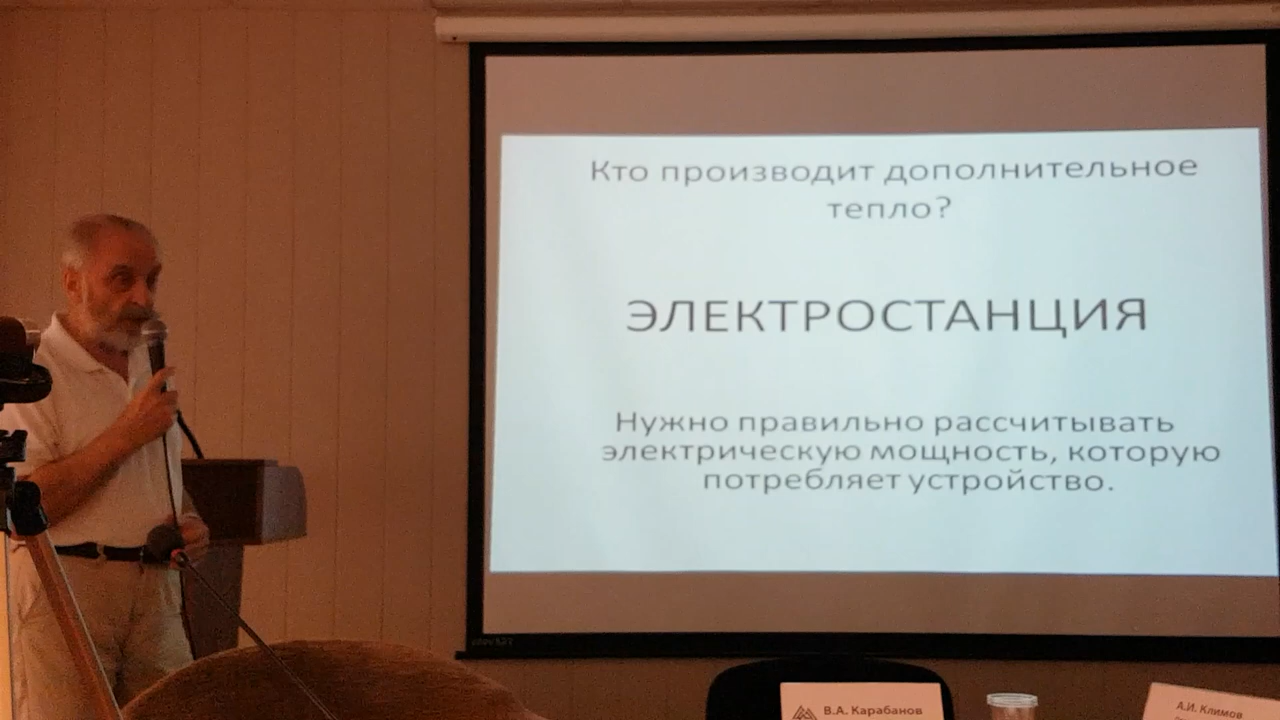 Кто производит дополнительное
тепло?
ЭЛЕКТРОСТАНЦИЯ
Нужно правильно рассчитывать
электрическую мощность, которую
потребляет устройство.
В.А. Карабанов
А.И. Климов